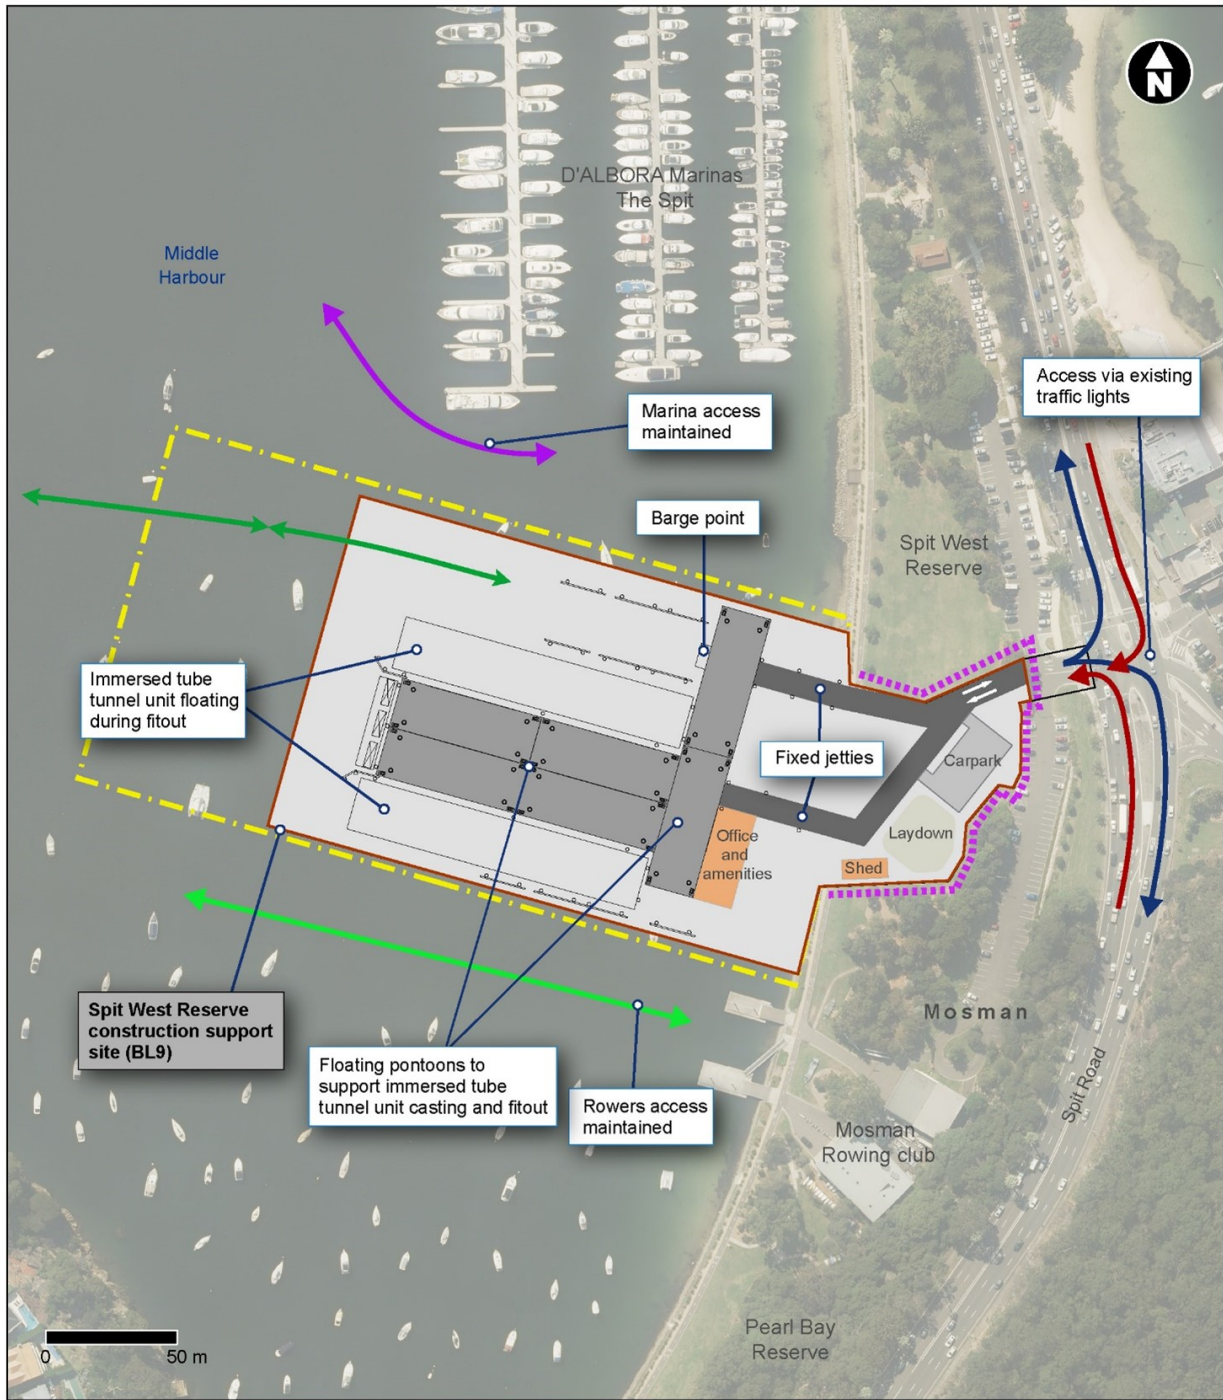 N
D'ALBORA Marinas
The Spit
Middle
Harbour
Access via existing
traffic lights
Marina access
maintained
Barge point
Spit West
Reserve
Immersed tube
tunnel unit floating
during fitout
Fixed jetties
Carpark
Laydown
Office
and
amenities
Shed
Spit West Reserve
construction support
site (BL9)
Mosman
Floating pontoons to
support immersed tube
tunnel unit casting and fitout
Rowers access
maintained
Spit Road
Mosman
Rowing club
Pearl Bay
Reserve
0 50 m